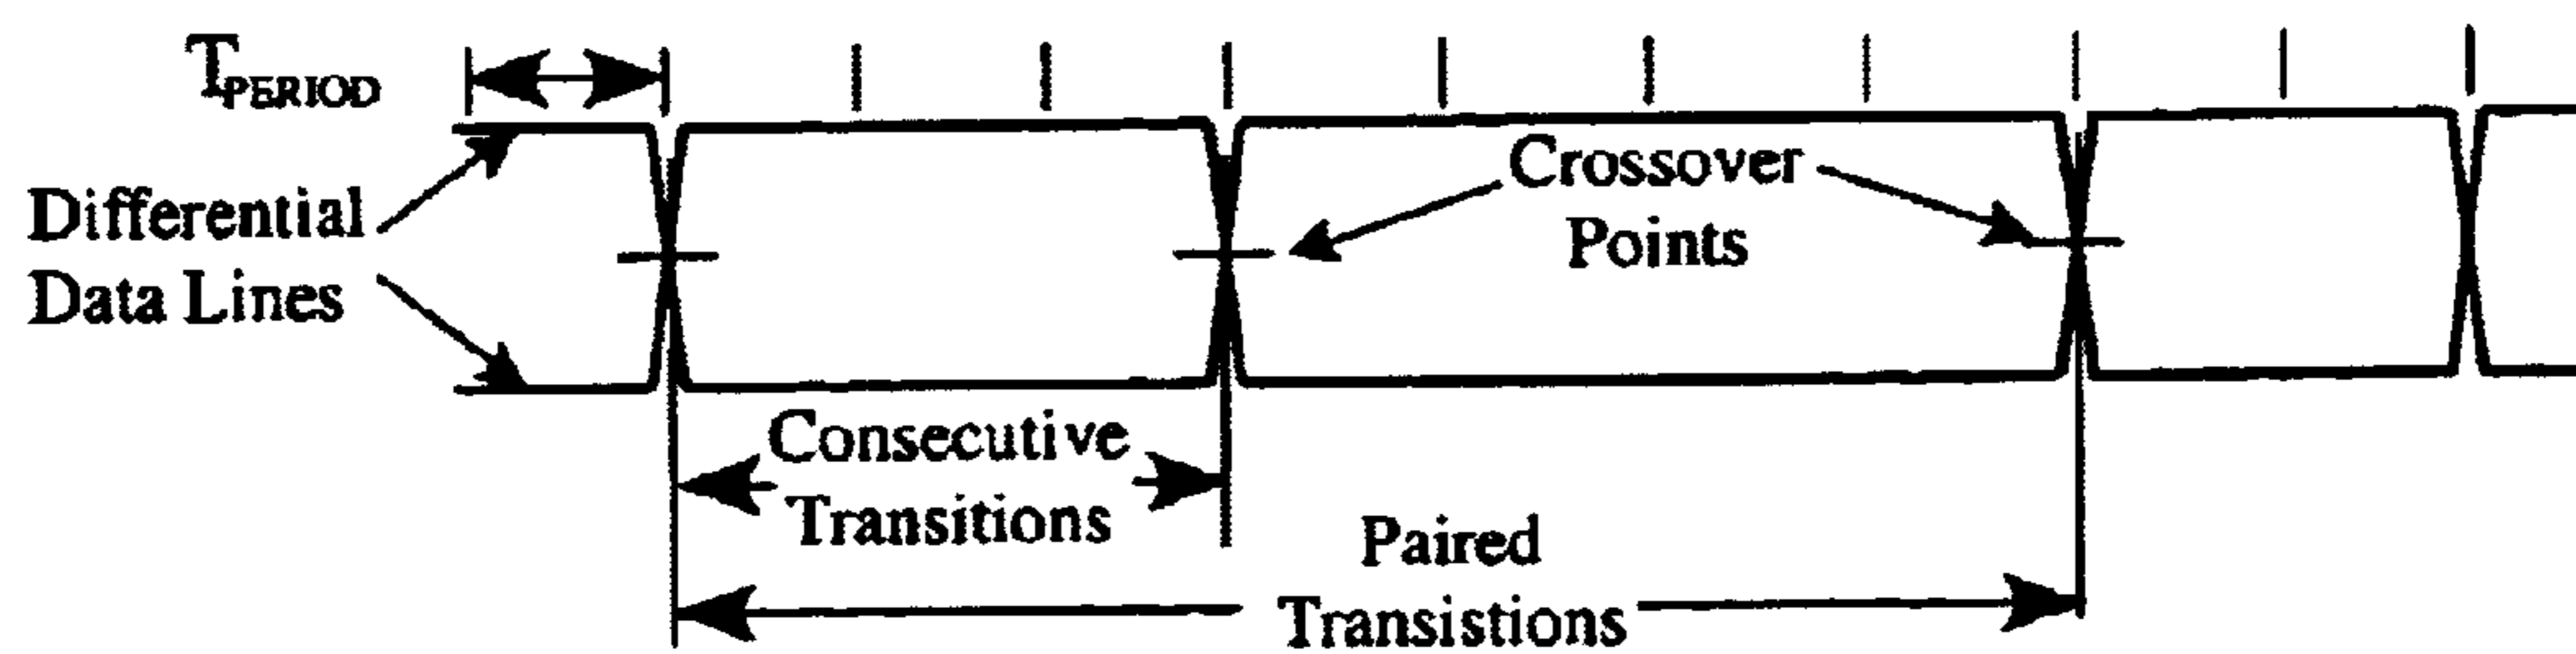 TPERIOD
Differential
Data Lines
Crossover
Points
Consecutive
Transitions
Paired
Transistions